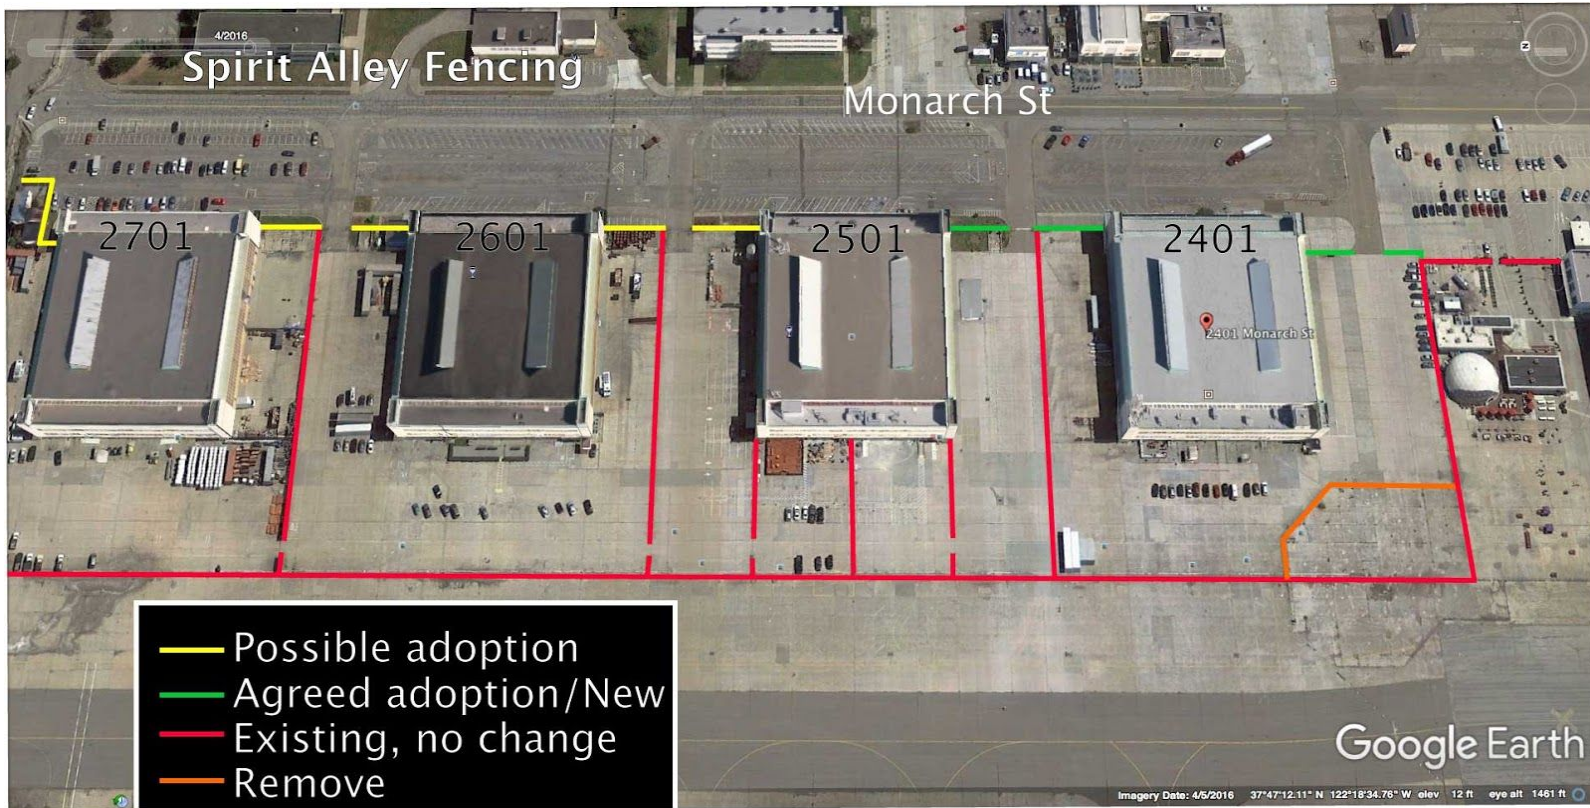 4/2016
Spirit Alley Fencing
Monarch St
N
2701
2601
2501
2401
2401 Monarch St
Possible adoption
Agreed adoption/New
Existing, no change
Remove
Google Earth
Imagery Date: 4/5/2016 37°47'12.11" N 122°18'34.76" W elev 12 ft eye alt 1461 ft